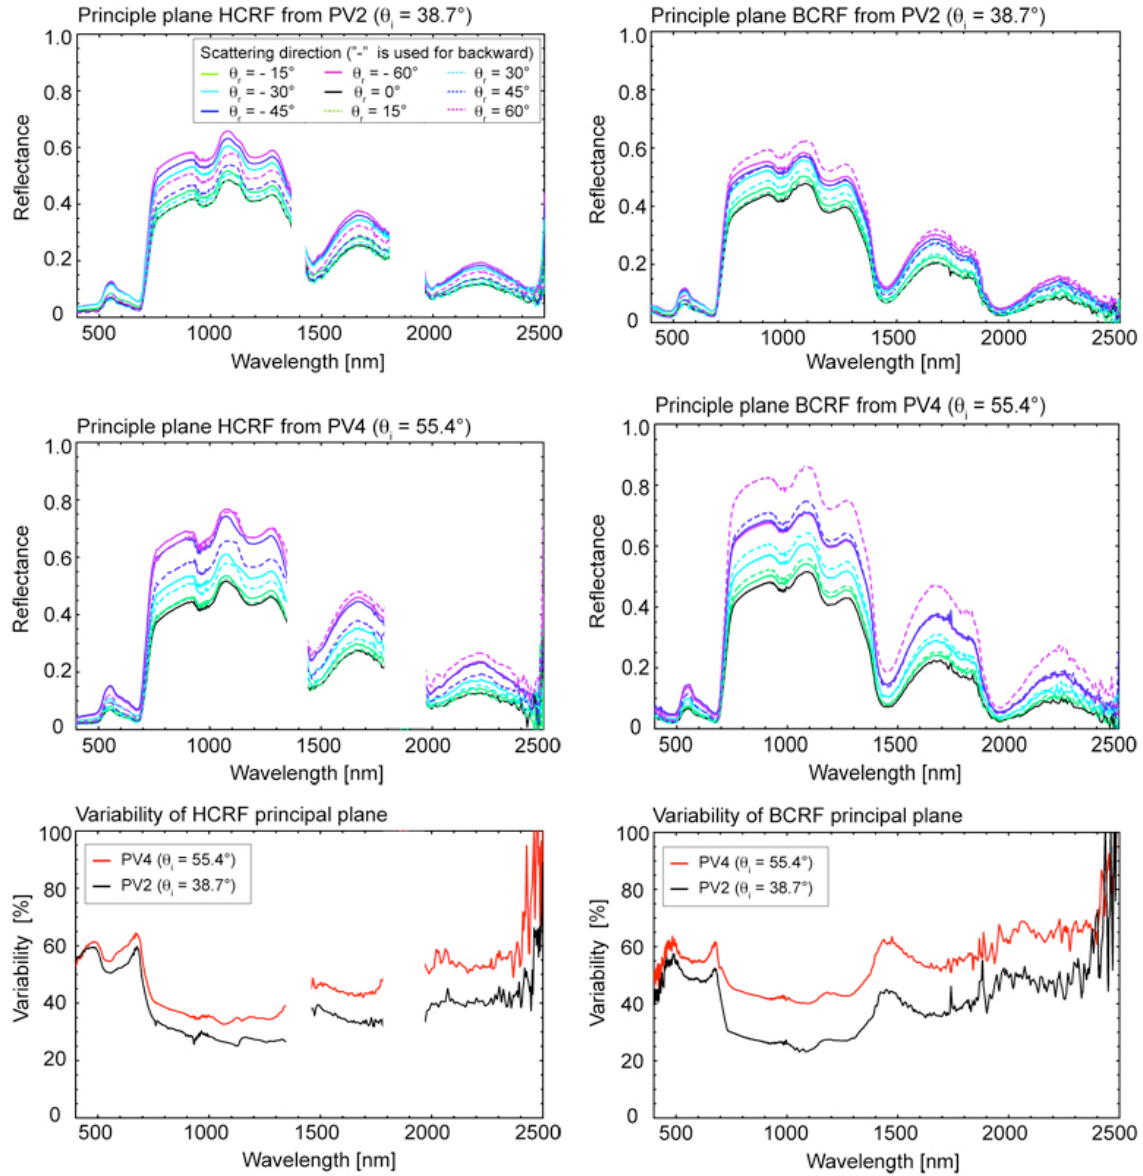 Principle plane HCRF from PV2 (θi = 38.7°)
Reflectance
1.0
0.8
0.6
0.4
0.2
0
Scattering direction ("-" is used for backward)
θr = - 15° θr = - 60° θr = 30°
θr = - 30° θr = 0° θr = 45°
θr = - 45° θr = 15° θr = 60°
500 1000 1500 2000 2500
Wavelength [nm]
Principle plane BCRF from PV2 (θi = 38.7°)
Reflectance
1.0
0.8
0.6
0.4
0.2
0
500 1000 1500 2000 2500
Wavelength [nm]
Principle plane HCRF from PV4 (θi = 55.4°)
Reflectance
1.0
0.8
0.6
0.4
0.2
0
500 1000 1500 2000 2500
Wavelength [nm]
Principle plane BCRF from PV4 (θi = 55.4°)
Reflectance
1.0
0.8
0.6
0.4
0.2
0
500 1000 1500 2000 2500
Wavelength [nm]
Variability of HCRF principal plane
Variability [%]
100
80
60
40
20
0
PV4 (θi = 55.4°)
PV2 (θi = 38.7°)
500 1000 1500 2000 2500
Wavelength [nm]
Variability of BCRF principal plane
Variability [%]
100
80
60
40
20
0
PV4 (θi = 55.4°)
PV2 (θi = 38.7°)
500 1000 1500 2000 2500
Wavelength [nm]